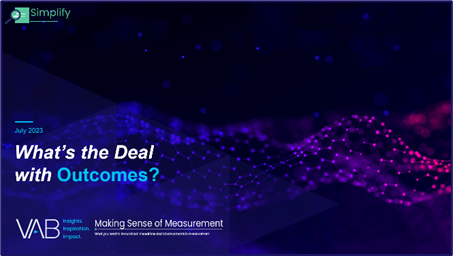 Simplify
July 2023
What's the Deal
with Outcomes?
VAB
Insights.
Inspiration.
Impact.
Making Sense of Measurement